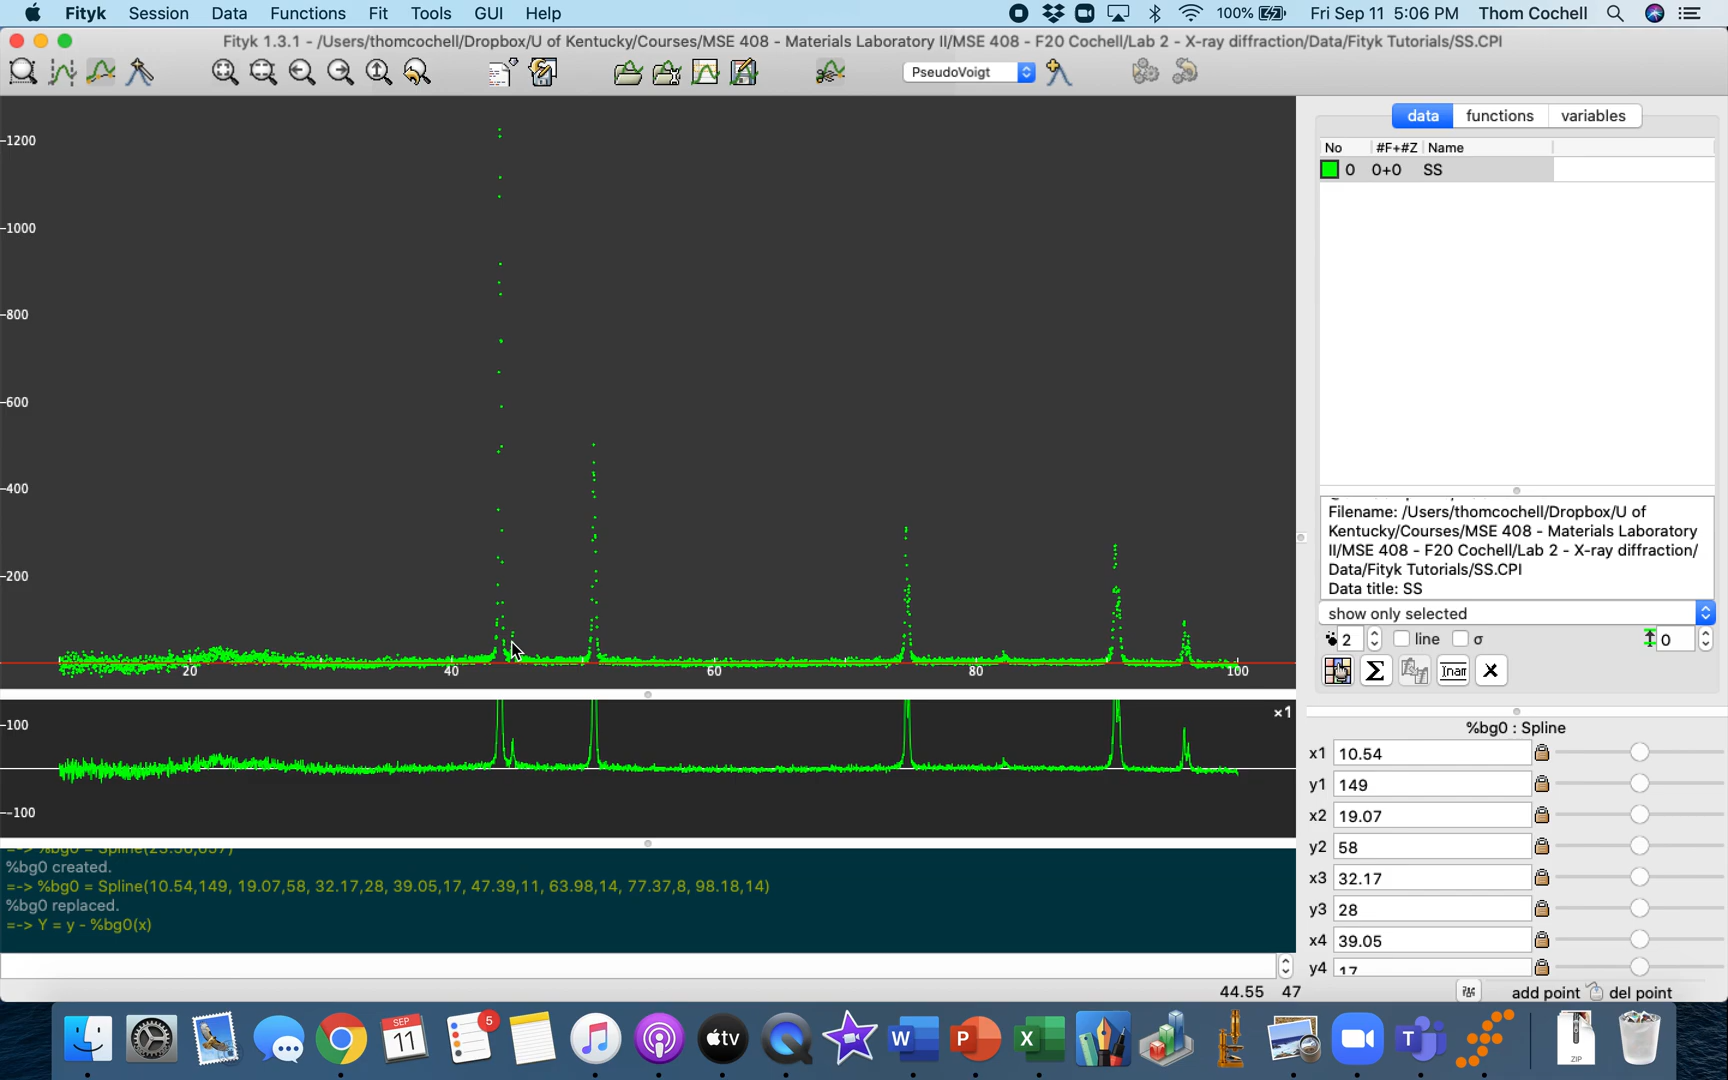 Fityk Session Data Functions Fit Tools GUI Help 100% Fri Sep 11 5:06 PM Thom Cochell
Fityk 1.3.1 - /Users/thomcochell/Dropbox/U of Kentucky/Courses/MSE 408 - Materials Laboratory II/MSE 408 - F20 Cochell/Lab 2 - X-ray diffraction/Data/Fityk Tutorials/SS.CPI
PseudoVoigt
data functions variables
No #F+#Z Name
0 0+0 SS
1200
1000
800
600
400
200
20 40 60 80 100
Filename: /Users/thomcochell/Dropbox/U of
Kentucky/Courses/MSE 408 - Materials Laboratory
II/MSE 408 - F20 Cochell/Lab 2 - X-ray diffraction/
Data/Fityk Tutorials/SS.CPI
Data title: SS
show only selected
2 line σ 0
Σ x
×1
100
-100
%bg0 : Spline
x1 10.54
y1 149
x2 19.07
y2 58
x3 32.17
y3 28
x4 39.05
y4 17
%bg0 created.
=-> %bg0 = Spline(10.54,149, 19.07,58, 32.17,28, 39.05,17, 47.39,11, 63.98,14, 77.37,8, 98.18,14)
%bg0 replaced.
=-> Y = y - %bg0(x)
44.55 47
add point del point
SEP
11
5
tv
W
P
X
T
ZIP